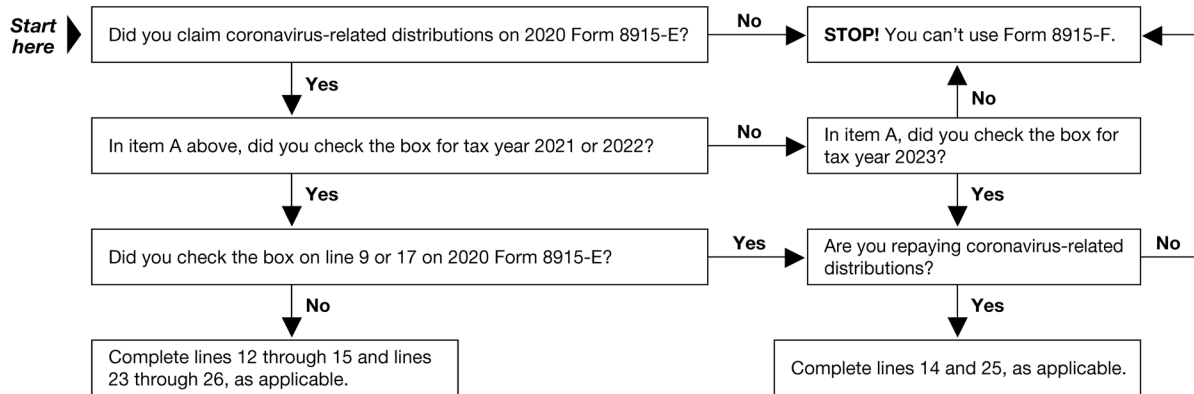 Start
here
Did you claim coronavirus-related distributions on 2020 Form 8915-E?
No
STOP! You can't use Form 8915-F.
Yes
No
In item A above, did you check the box for tax year 2021 or 2022?
No
In item A, did you check the box for
tax year 2023?
Yes
Yes
Did you check the box on line 9 or 17 on 2020 Form 8915-E?
Yes
Are you repaying coronavirus-related
distributions?
No
No
Yes
Complete lines 12 through 15 and lines
23 through 26, as applicable.
Complete lines 14 and 25, as applicable.